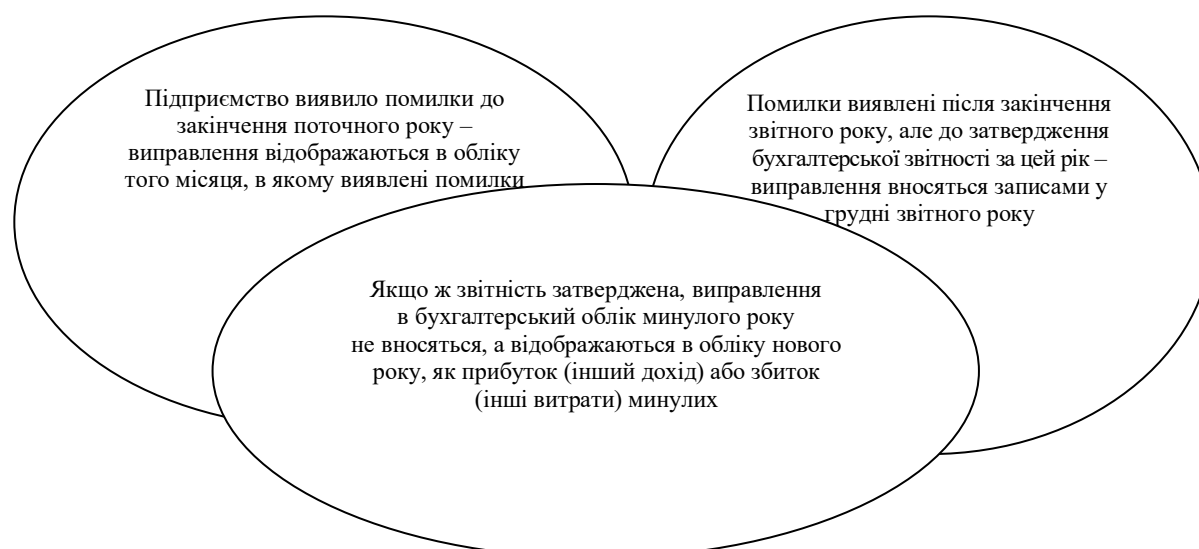 Підприємство виявило помилки до
закінчення поточного року –
виправлення відображаються в обліку
того місяця, в якому виявлені помилки
Помилки виявлені після закінчення
звітного року, але до затвердження
бухгалтерської звітності за цей рік –
виправлення вносяться записами у
грудні звітного року
Якщо ж звітність затверджена, виправлення
в бухгалтерський облік минулого року
не вносяться, а відображаються в обліку нового
року, як прибуток (інший дохід) або збиток
(інші витрати) минулих